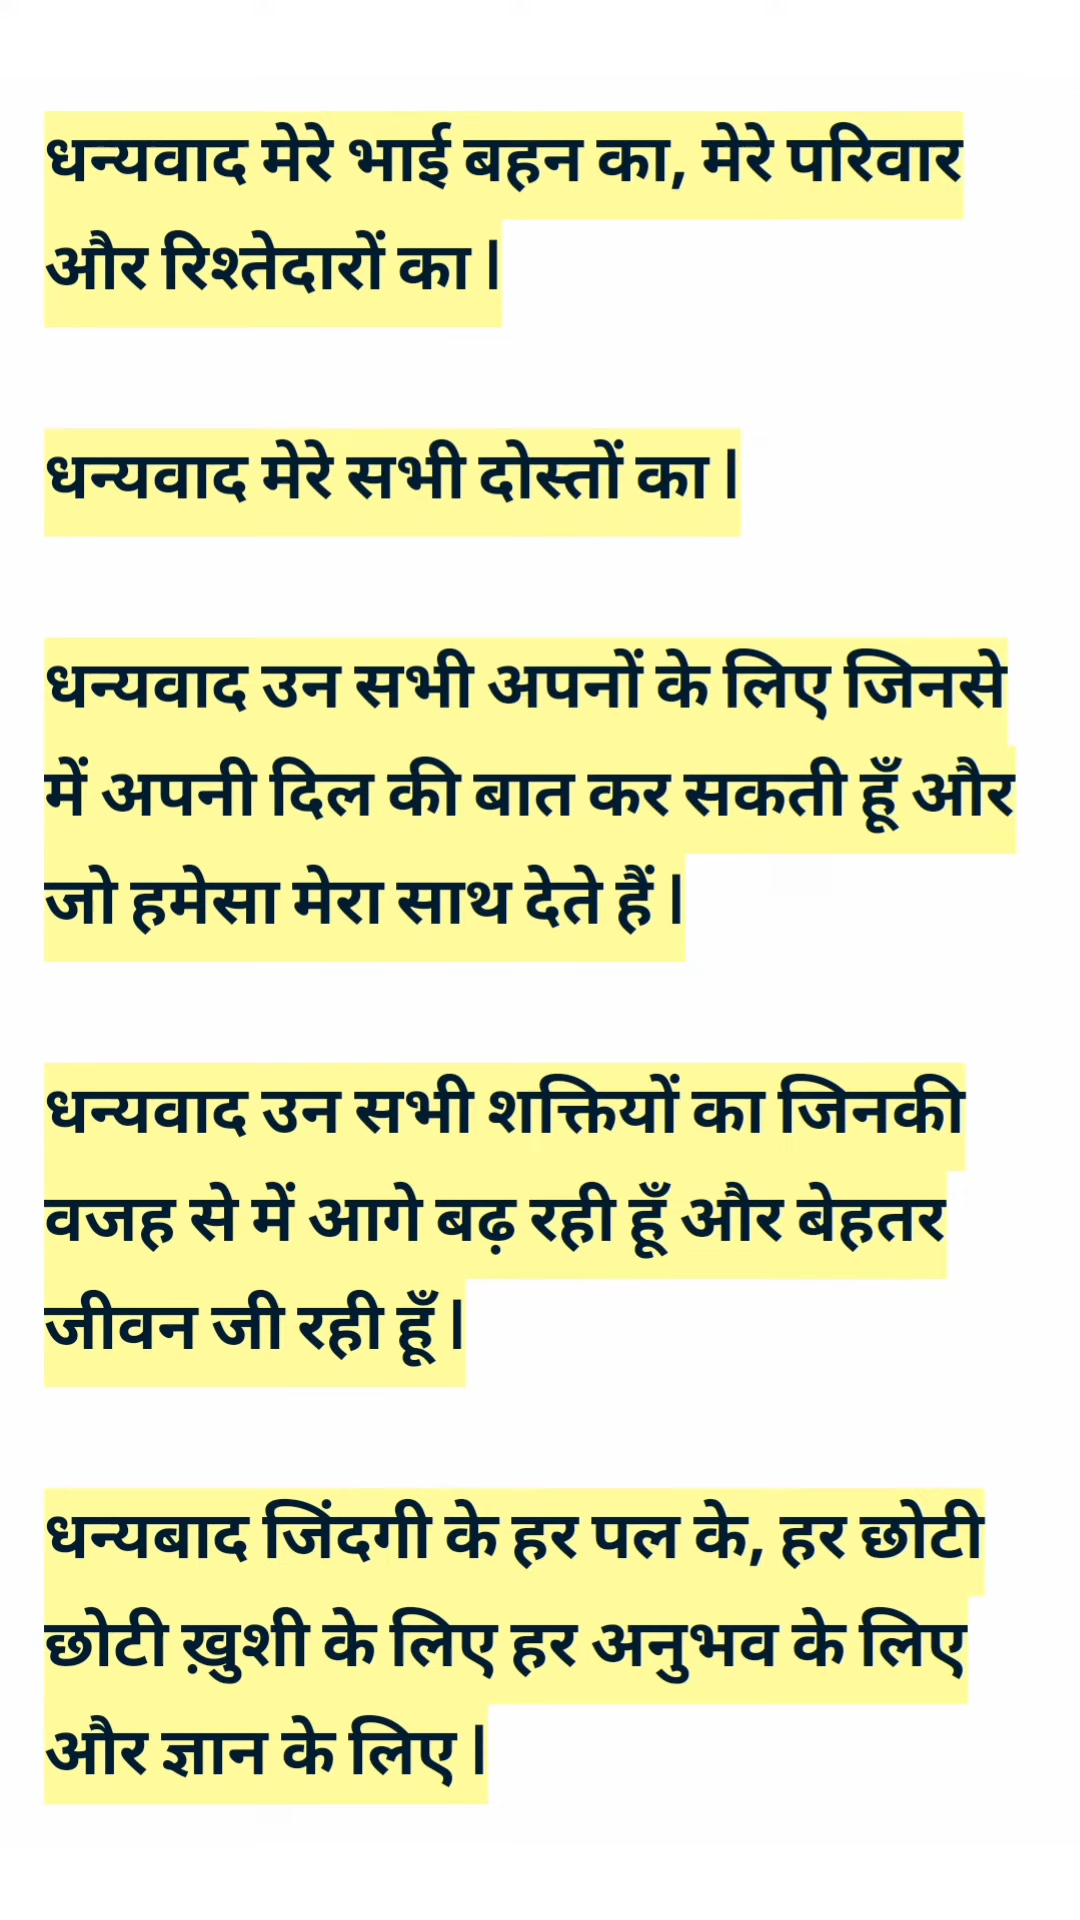 धन्यवाद मेरे भाई बहन का, मेरे परिवार
और रिश्तेदारों का |
धन्यवाद मेरे सभी दोस्तों का |
धन्यवाद उन सभी अपनों के लिए जिनसे
में अपनी दिल की बात कर सकती हूँ और
जो हमेसा मेरा साथ देते हैं |
धन्यवाद उन सभी शक्तियों का जिनकी
वजह से में आगे बढ़ रही हूँ और बेहतर
जीवन जी रही हूँ |
धन्यबाद जिंदगी के हर पल के, हर छोटी
छोटी ख़ुशी के लिए हर अनुभव के लिए
और ज्ञान के लिए |